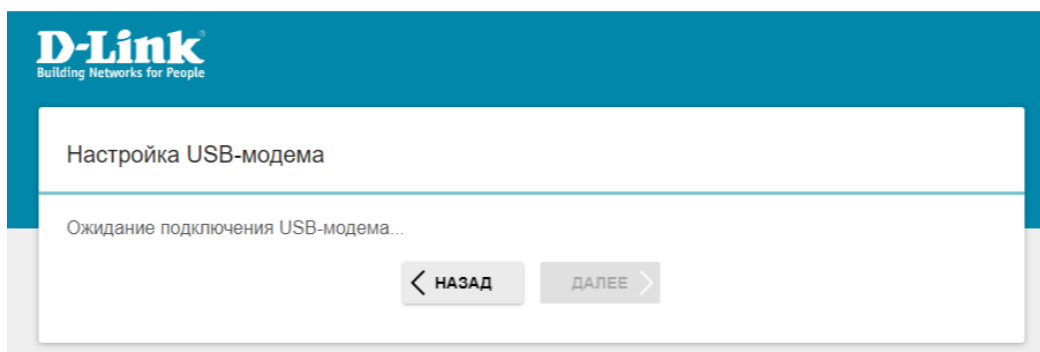 D-Link
Building Networks for People
Настройка USB-модема
Ожидание подключения USB-модема...
НАЗАД
ДАЛЕЕ